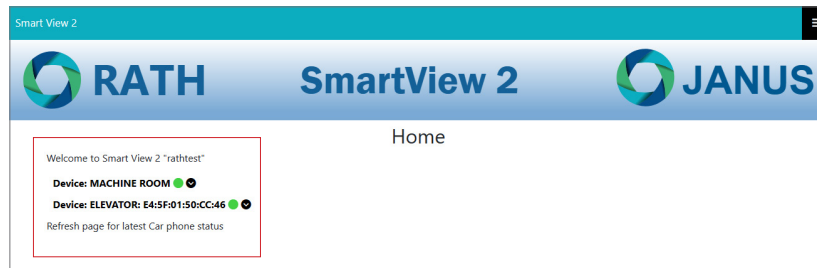 Smart View 2
RATH SmartView 2 JANUS
Home
Welcome to Smart View 2 "rathtest"
Device: MACHINE ROOM
Device: ELEVATOR: E4:5F:01:50:CC:46
Refresh page for latest Car phone status